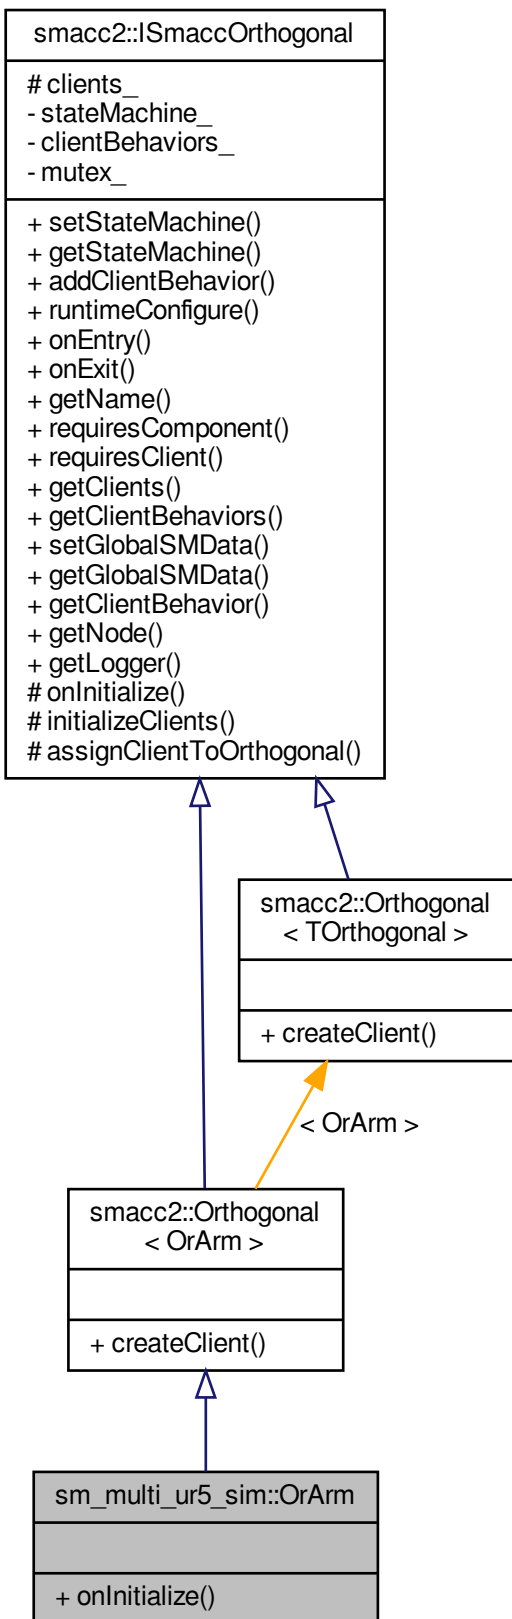 smacc2::ISmaccOrthogonal
# clients_
- stateMachine_
- clientBehaviors_
- mutex_
+ setStateMachine()
+ getStateMachine()
+ addClientBehavior()
+ runtimeConfigure()
+ onEntry()
+ onExit()
+ getName()
+ requiresComponent()
+ requiresClient()
+ getClients()
+ getClientBehaviors()
+ setGlobalSMData()
+ getGlobalSMData()
+ getClientBehavior()
+ getNode()
+ getLogger()
# onInitialize()
# initializeClients()
# assignClientToOrthogonal()
smacc2::Orthogonal
< TOrthogonal >
+ createClient()
< OrArm >
smacc2::Orthogonal
< OrArm >
+ createClient()
sm_multi_ur5_sim::OrArm
+ onInitialize()